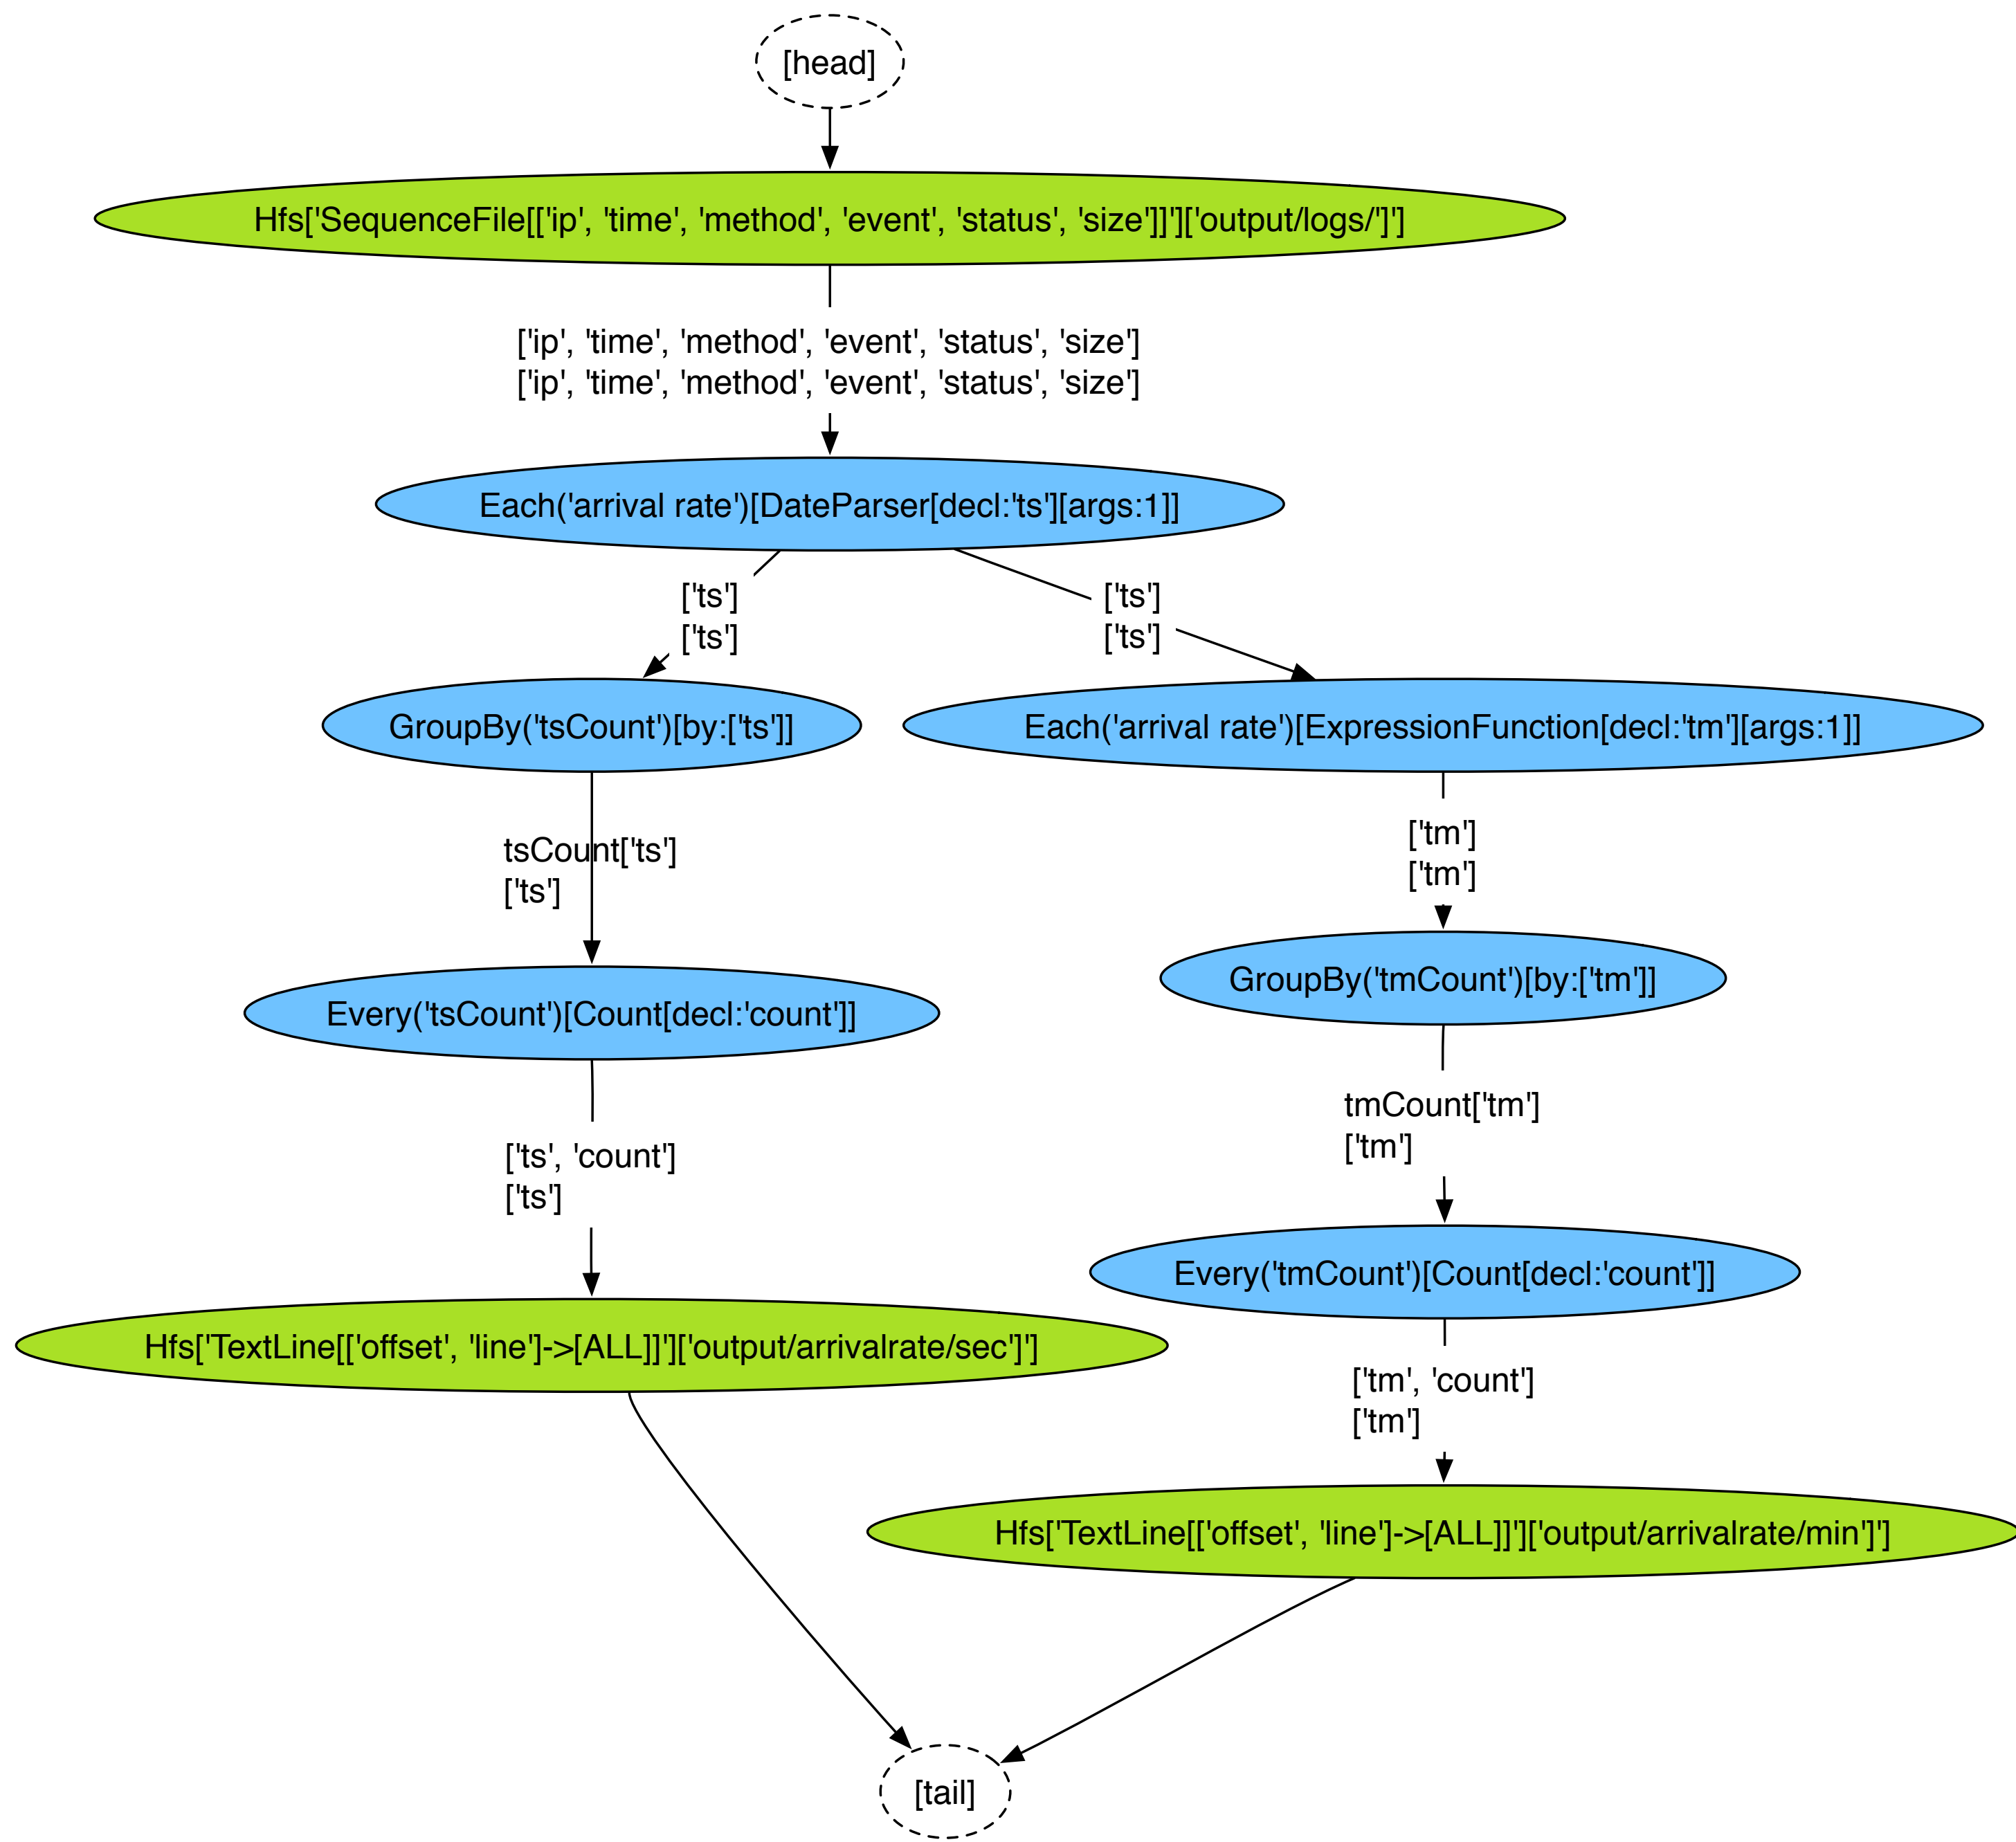 [head]
Hfs['SequenceFile[['ip', 'time', 'method', 'event', 'status', 'size']]']['output/logs/']']
['ip', 'time', 'method', 'event', 'status', 'size']
['ip', 'time', 'method', 'event', 'status', 'size']
Each('arrival rate')[DateParser[decl:'ts'][args:1]]
['ts']
['ts']
['ts']
['ts']
GroupBy('tsCount')[by:['ts']]
Each('arrival rate')[ExpressionFunction[decl:'tm'][args:1]]
tsCount['ts']
['ts']
['tm']
['tm']
Every('tsCount')[Count[decl:'count']]
GroupBy('tmCount')[by:['tm']]
['ts', 'count']
['ts']
tmCount['tm']
['tm']
Hfs['TextLine[['offset', 'line']->[ALL]]']['output/arrivalrate/sec']']
Every('tmCount')[Count[decl:'count']]
['tm', 'count']
['tm']
Hfs['TextLine[['offset', 'line']->[ALL]]']['output/arrivalrate/min']']
[tail]